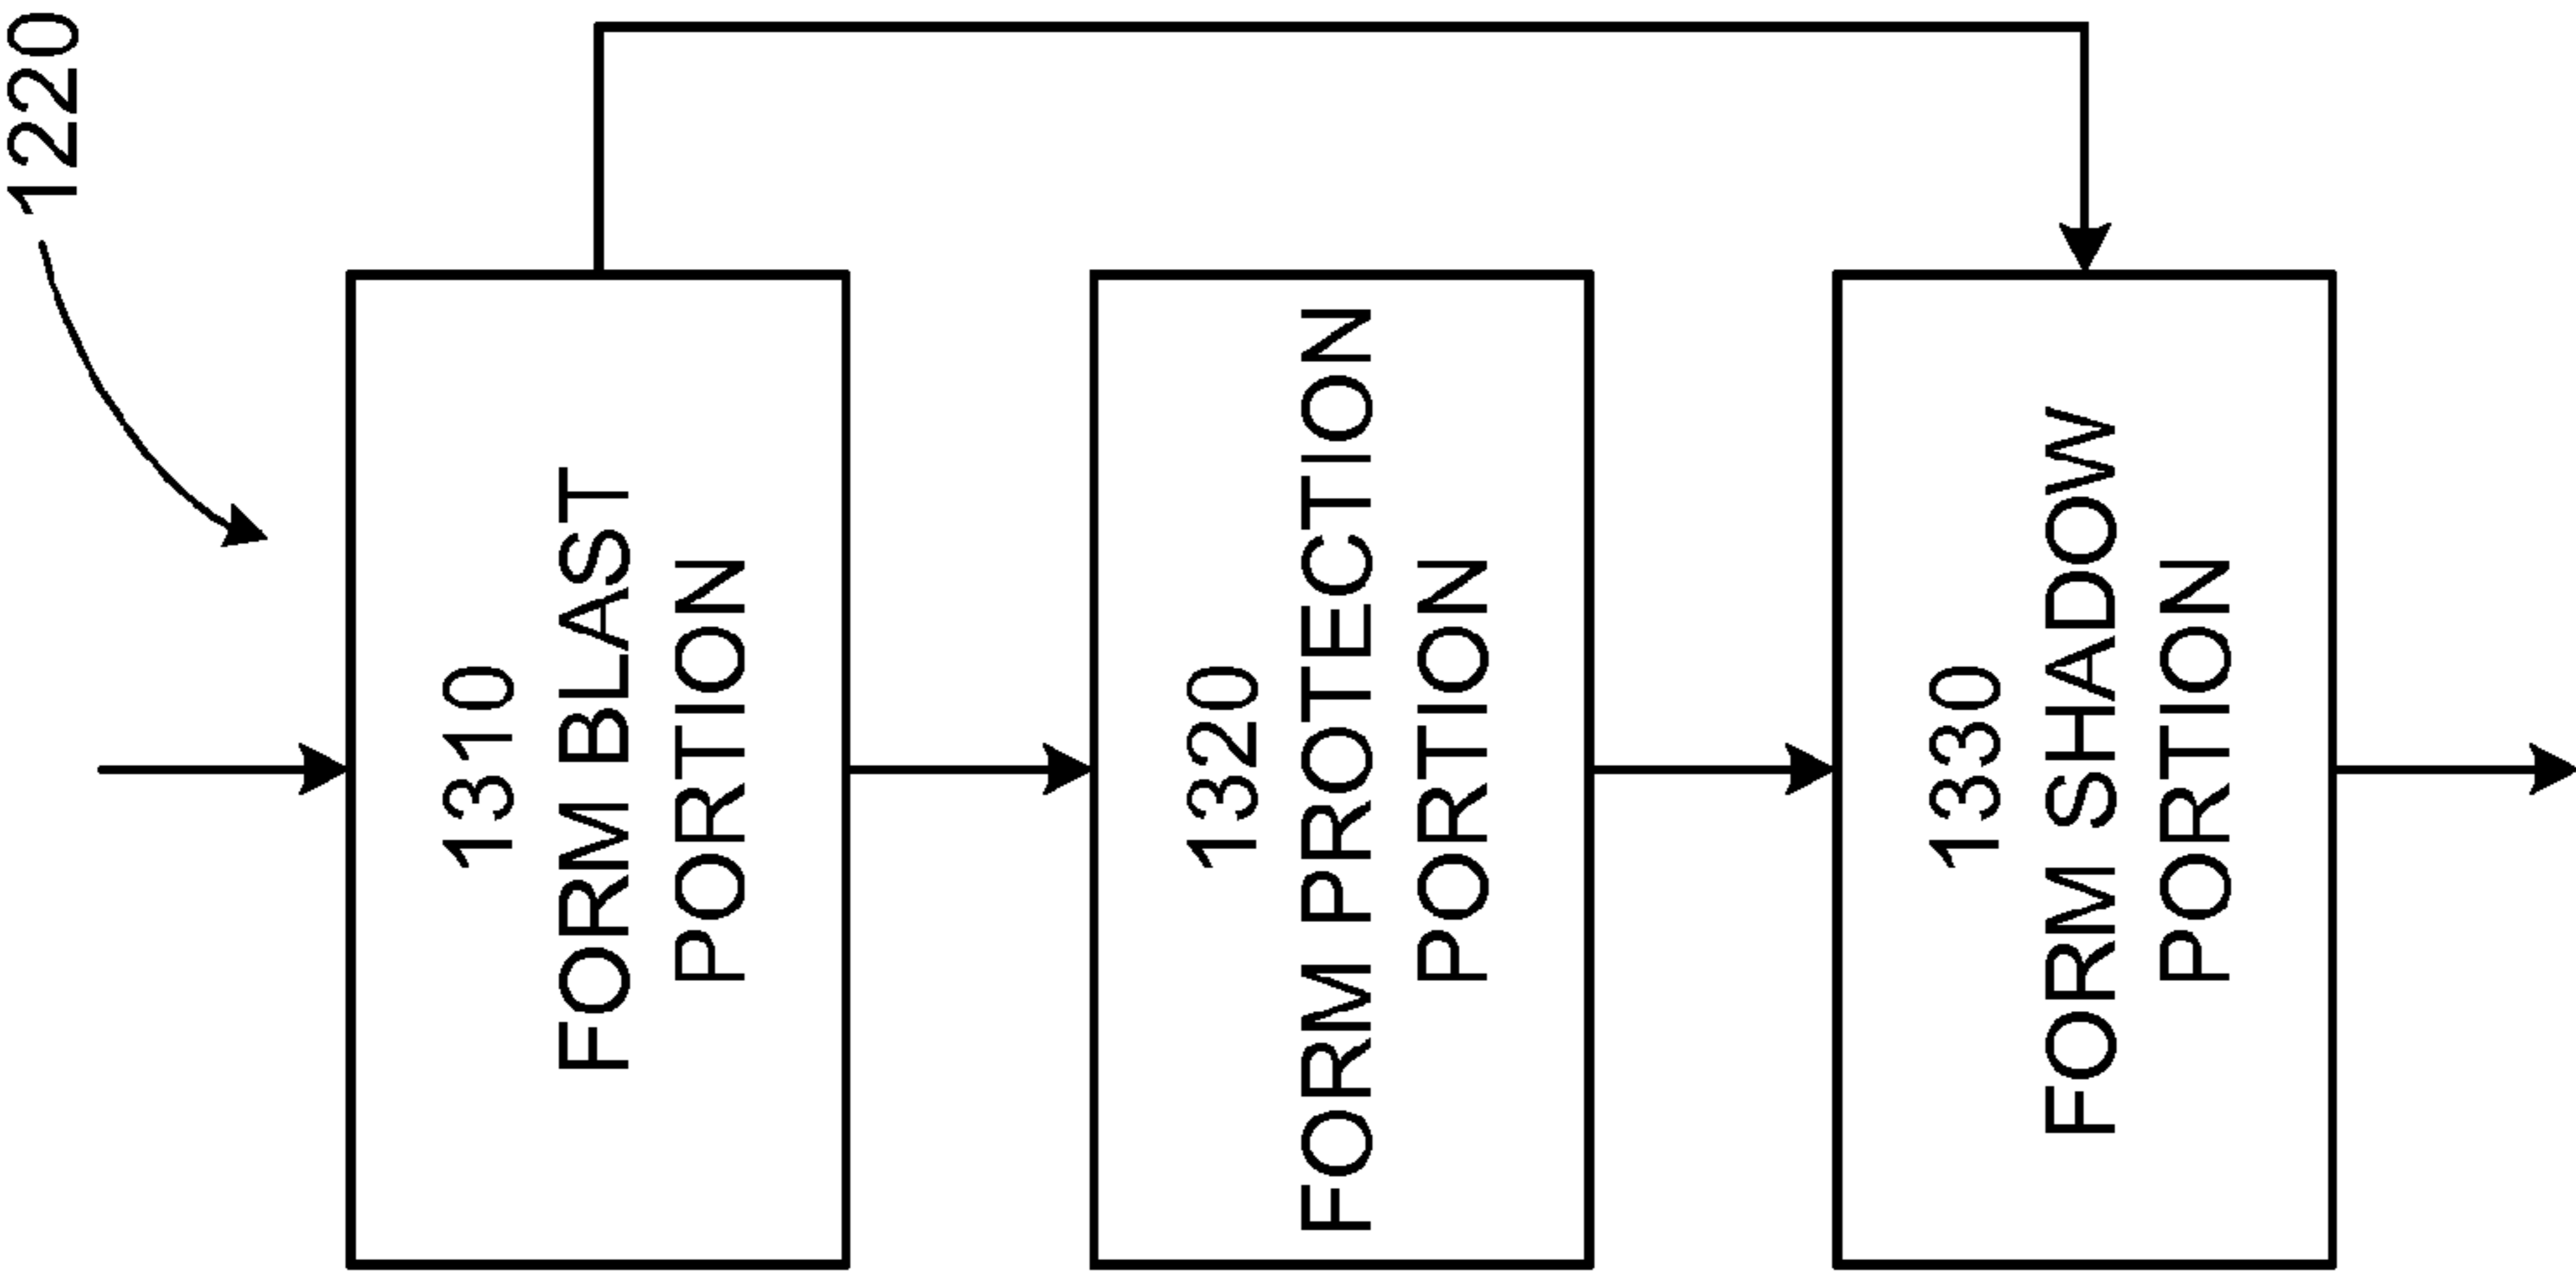 1220
1310
FORM BLAST
PORTION
1320
FORM PROTECTION
PORTION
1330
FORM SHADOW
PORTION